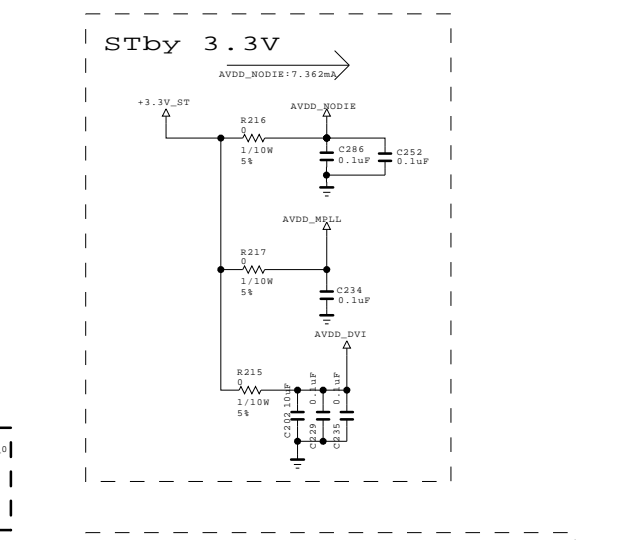 STby 3.3V
AVDD_NODIE:7.362mA
+3.3V_ST
AVDD_NODIE
R216
0
1/10W
5%
C286
0.1uF
C252
0.1uF
AVDD_MPLL
R217
0
1/10W
5%
C234
0.1uF
AVDD_DVI
R215
0
1/10W
5%
C202 10uF
C229 0.1uF
C235 0.1uF
0